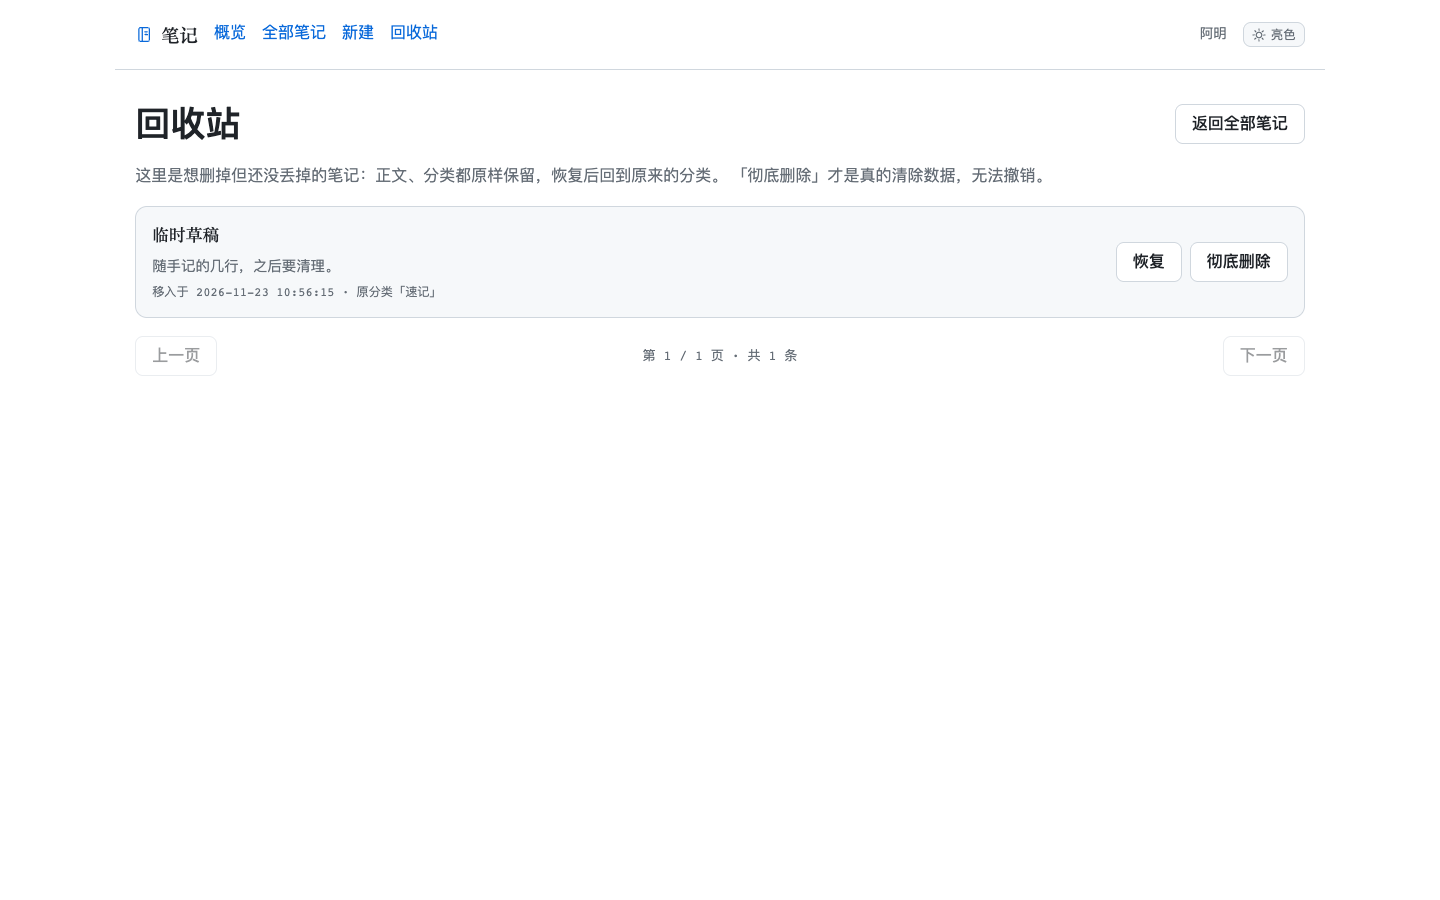 笔记 概览 全部笔记 新建 回收站 阿明 亮色
回收站 返回全部笔记
这里是想删掉但还没丢掉的笔记：正文、分类都原样保留，恢复后回到原来的分类。 「彻底删除」才是真的清除数据，无法撤销。
临时草稿
随手记的几行，之后要清理。
移入于 2026-11-23 10:56:15 · 原分类「速记」
恢复 彻底删除
上一页 第 1 / 1 页 · 共 1 条 下一页